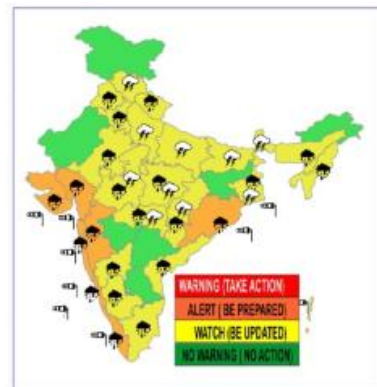 WARNING (TAKE ACTION)
ALERT ( BE PREPARED)
WATCH (BE UPDATED)
NO WARNING ( NO ACTION)